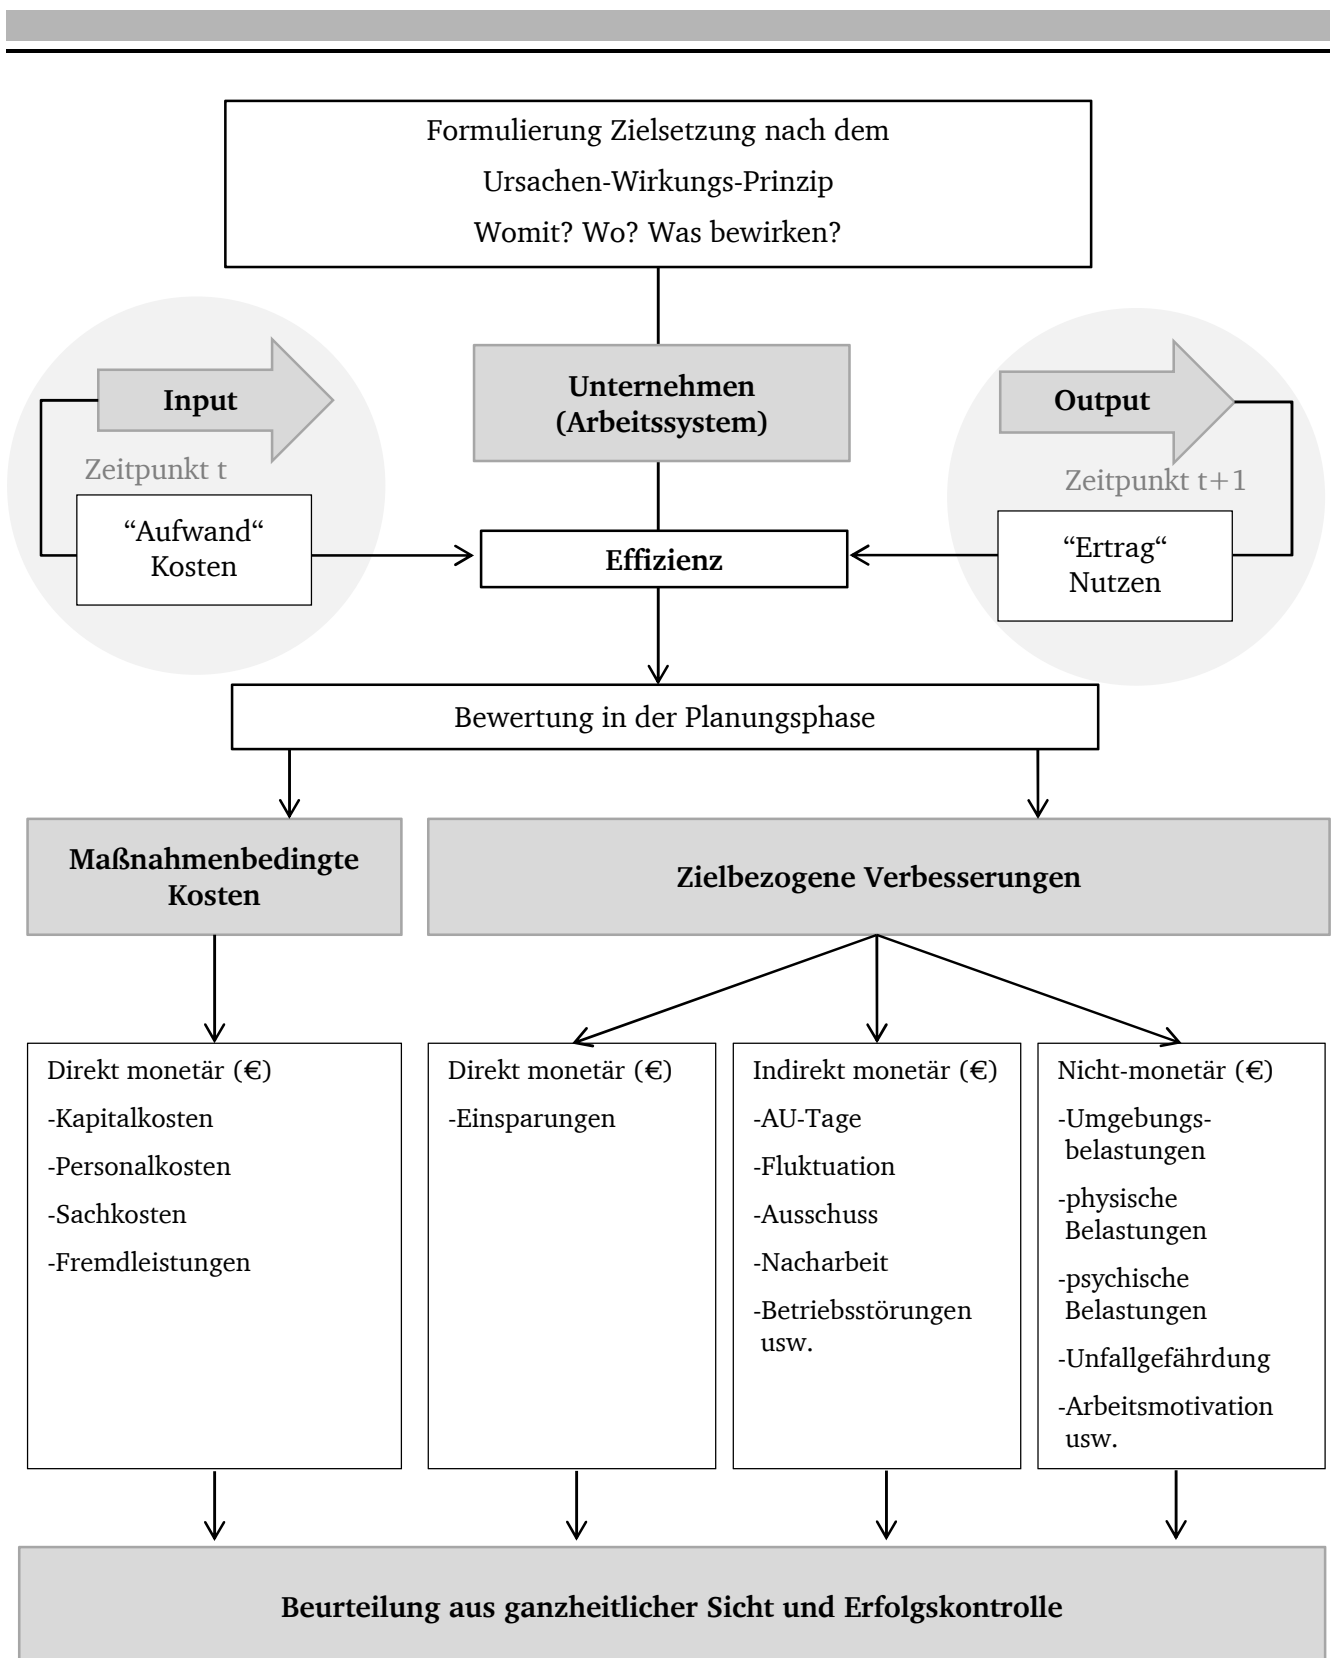 Formulierung Zielsetzung nach dem
Ursachen-Wirkungs-Prinzip
Womit? Wo? Was bewirken?
Input
Zeitpunkt t
“Aufwand“
Kosten
Unternehmen
(Arbeitssystem)
Effizienz
Output
Zeitpunkt t+1
“Ertrag“
Nutzen
Bewertung in der Planungsphase
Maßnahmenbedingte
Kosten
Zielbezogene Verbesserungen
Direkt monetär (€)
-Kapitalkosten
-Personalkosten
-Sachkosten
-Fremdleistungen
Direkt monetär (€)
-Einsparungen
Indirekt monetär (€)
-AU-Tage
-Fluktuation
-Ausschuss
-Nacharbeit
-Betriebsstörungen
usw.
Nicht-monetär (€)
-Umgebungs-
belastungen
-physische
Belastungen
-psychische
Belastungen
-Unfallgefährdung
-Arbeitsmotivation
usw.
Beurteilung aus ganzheitlicher Sicht und Erfolgskontrolle